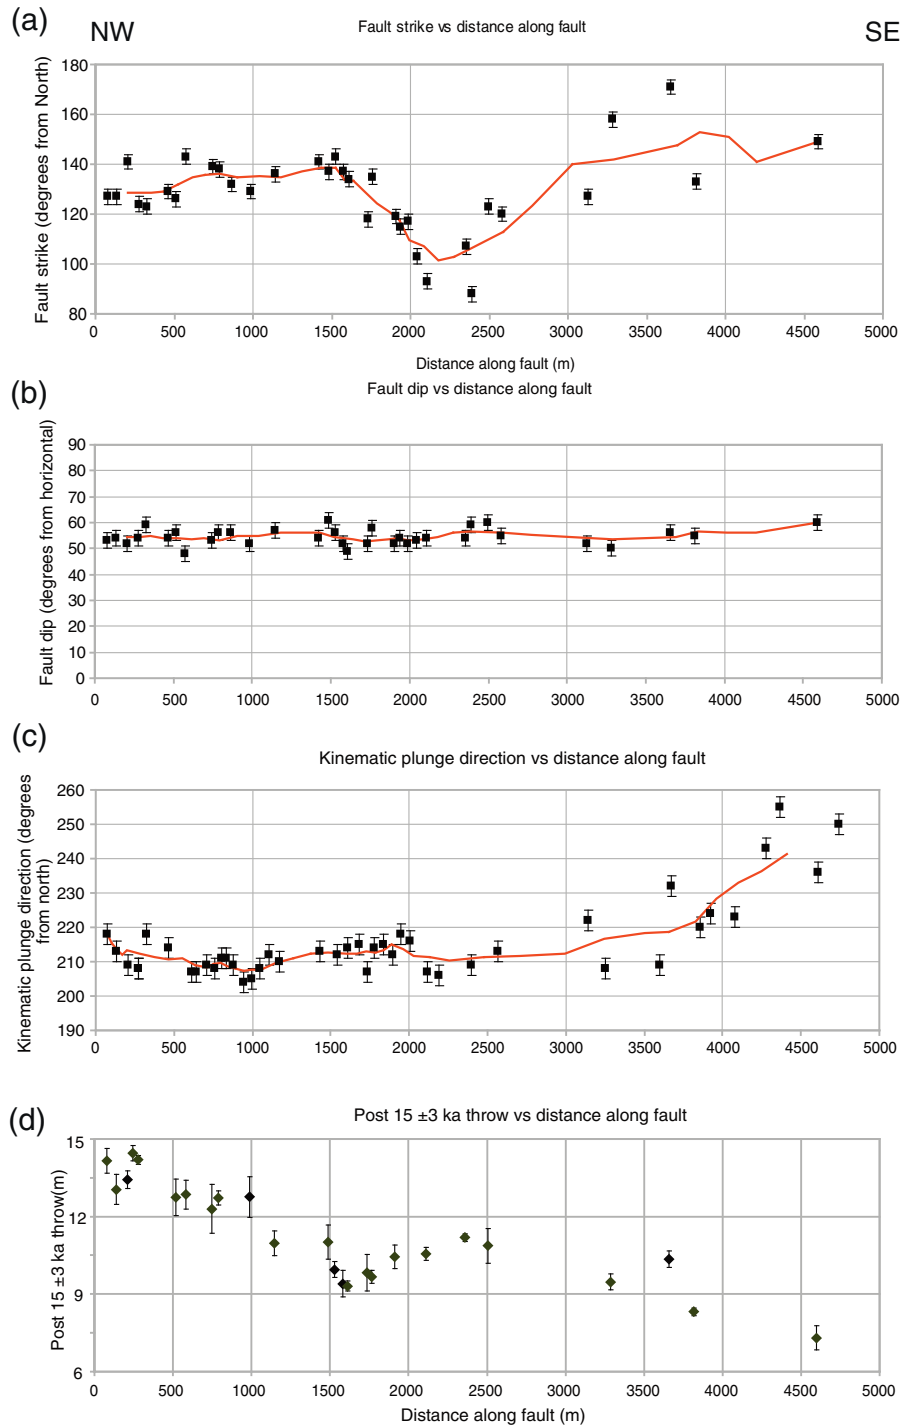 (a)
NW
Fault strike vs distance along fault
SE
Fault strike (degrees from North)
180
160
140
120
100
80
0 500 1000 1500 2000 2500 3000 3500 4000 4500 5000
Distance along fault (m)
(b)
Fault dip vs distance along fault
Fault dip (degrees from horizontal)
90
80
70
60
50
40
30
20
10
0
0 500 1000 1500 2000 2500 3000 3500 4000 4500 5000
(c)
Kinematic plunge direction vs distance along fault
Kinematic plunge direction (degrees
from north)
260
250
240
230
220
210
200
190
0 500 1000 1500 2000 2500 3000 3500 4000 4500 5000
(d)
Post 15 ±3 ka throw vs distance along fault
Post 15 ±3 ka throw(m)
15
12
9
6
0 500 1000 1500 2000 2500 3000 3500 4000 4500 5000
Distance along fault (m)